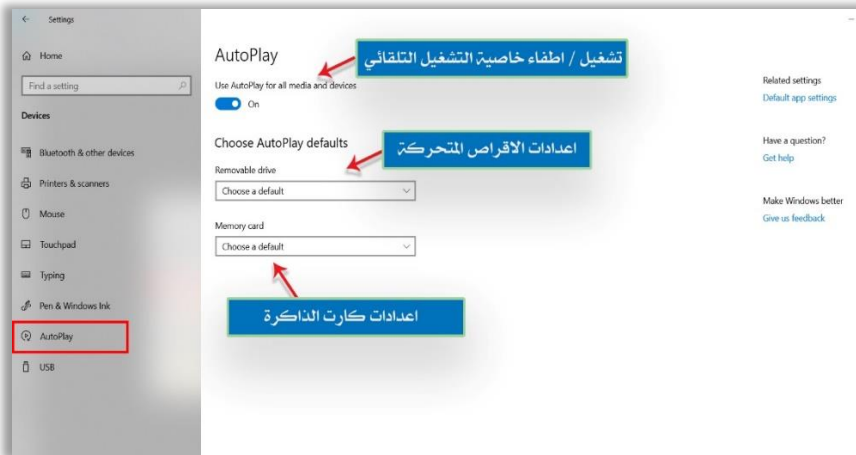 Settings
Home
Find a setting
Devices
Bluetooth & other devices
Printers & scanners
Mouse
Touchpad
Typing
Pen & Windows Ink
AutoPlay
USB
AutoPlay
تشغيل / اطفاء خاصية التشغيل التلقائي
Use AutoPlay for all media and devices
On
Choose AutoPlay defaults
اعدادات الاقراص المتحركة
Removable drive
Choose a default
Memory card
Choose a default
اعدادات كارت الذاكرة
Related settings
Default app settings
Have a question?
Get help
Make Windows better
Give us feedback